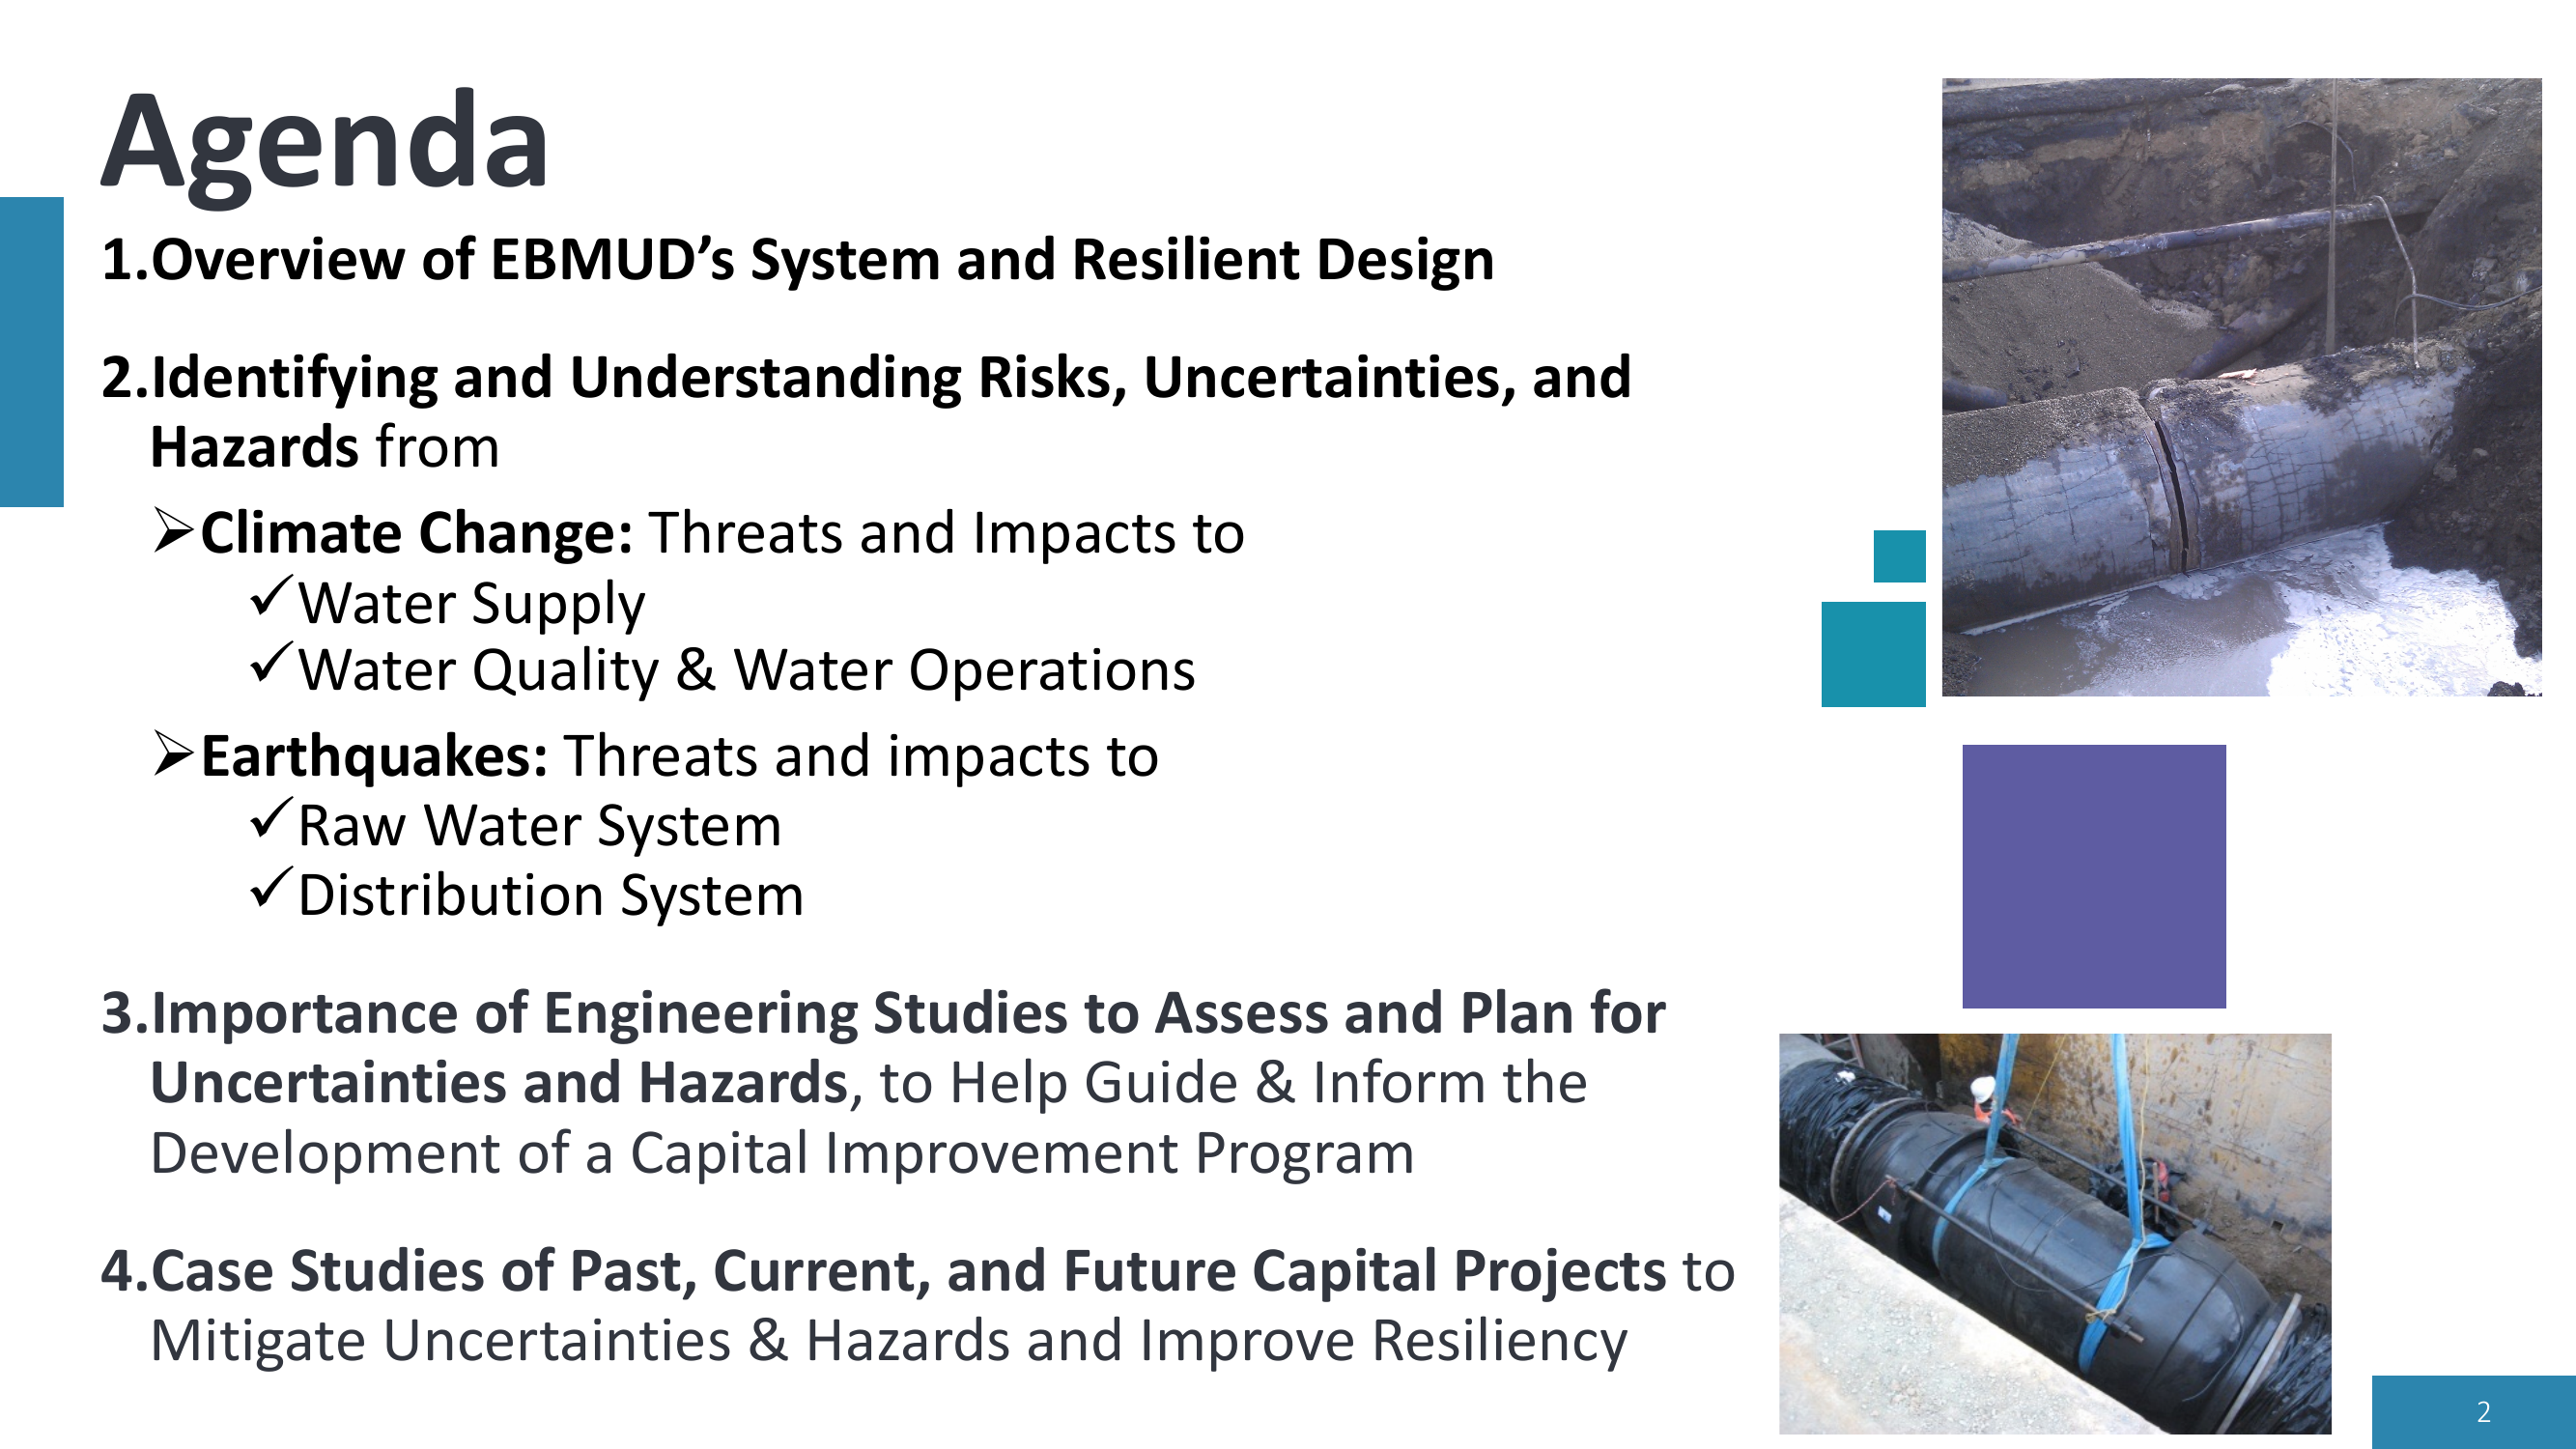 Agenda
1.Overview of EBMUD’s System and Resilient Design
2.Identifying and Understanding Risks, Uncertainties, and
Hazards from
➢Climate Change: Threats and Impacts to
✓Water Supply
✓Water Quality & Water Operations
➢Earthquakes: Threats and impacts to
✓Raw Water System
✓Distribution System
3.Importance of Engineering Studies to Assess and Plan for
Uncertainties and Hazards, to Help Guide & Inform the
Development of a Capital Improvement Program
4.Case Studies of Past, Current, and Future Capital Projects to
Mitigate Uncertainties & Hazards and Improve Resiliency
2